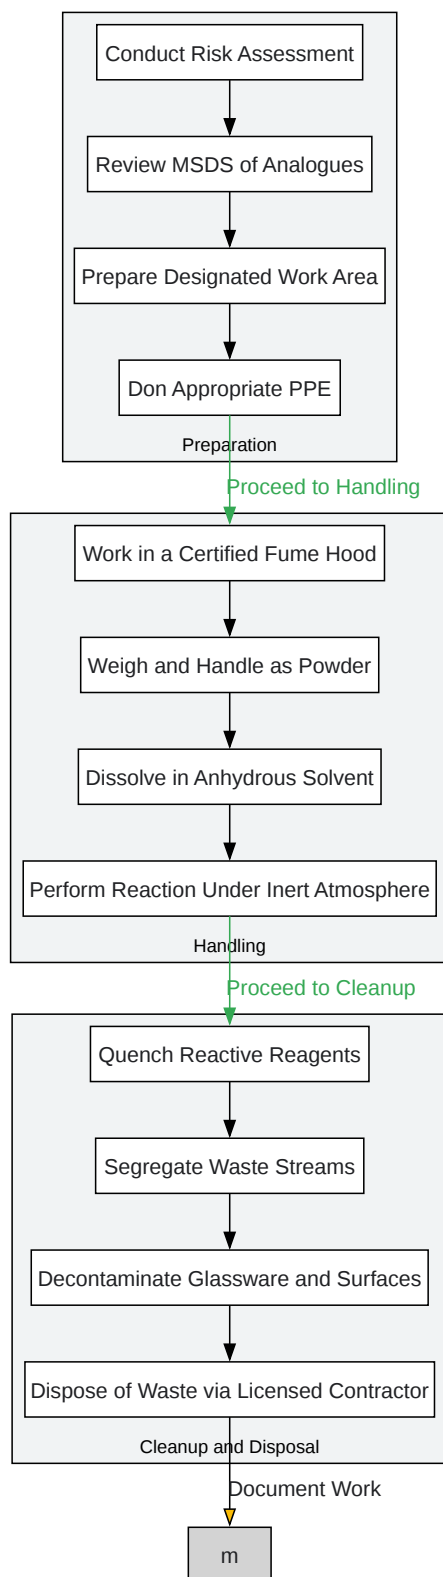 Conduct Risk Assessment
Review MSDS of Analogues
Prepare Designated Work Area
Don Appropriate PPE
Preparation
Proceed to Handling
Work in a Certified Fume Hood
Weigh and Handle as Powder
Dissolve in Anhydrous Solvent
Perform Reaction Under Inert Atmosphere
Handling
Proceed to Cleanup
Quench Reactive Reagents
Segregate Waste Streams
Decontaminate Glassware and Surfaces
Dispose of Waste via Licensed Contractor
Cleanup and Disposal
Document Work
m